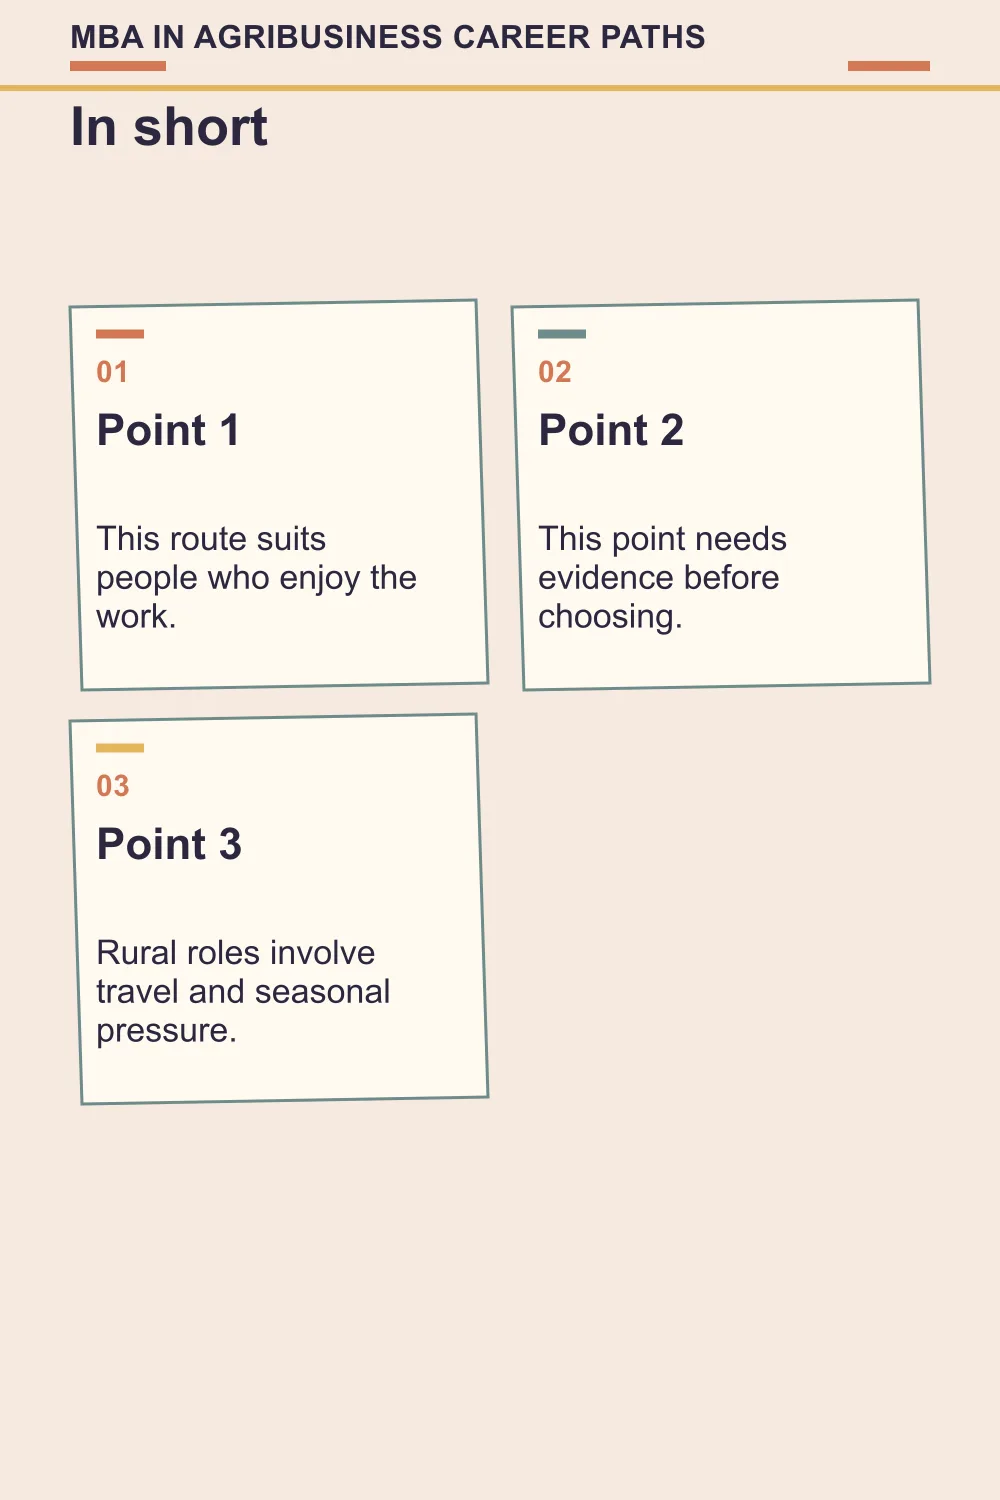 MBA IN AGRIBUSINESS CAREER PATHS
In short
01
Point 1
This route suits
people who enjoy the
work.
02
Point 2
This point needs
evidence before
choosing.
03
Point 3
Rural roles involve
travel and seasonal
pressure.